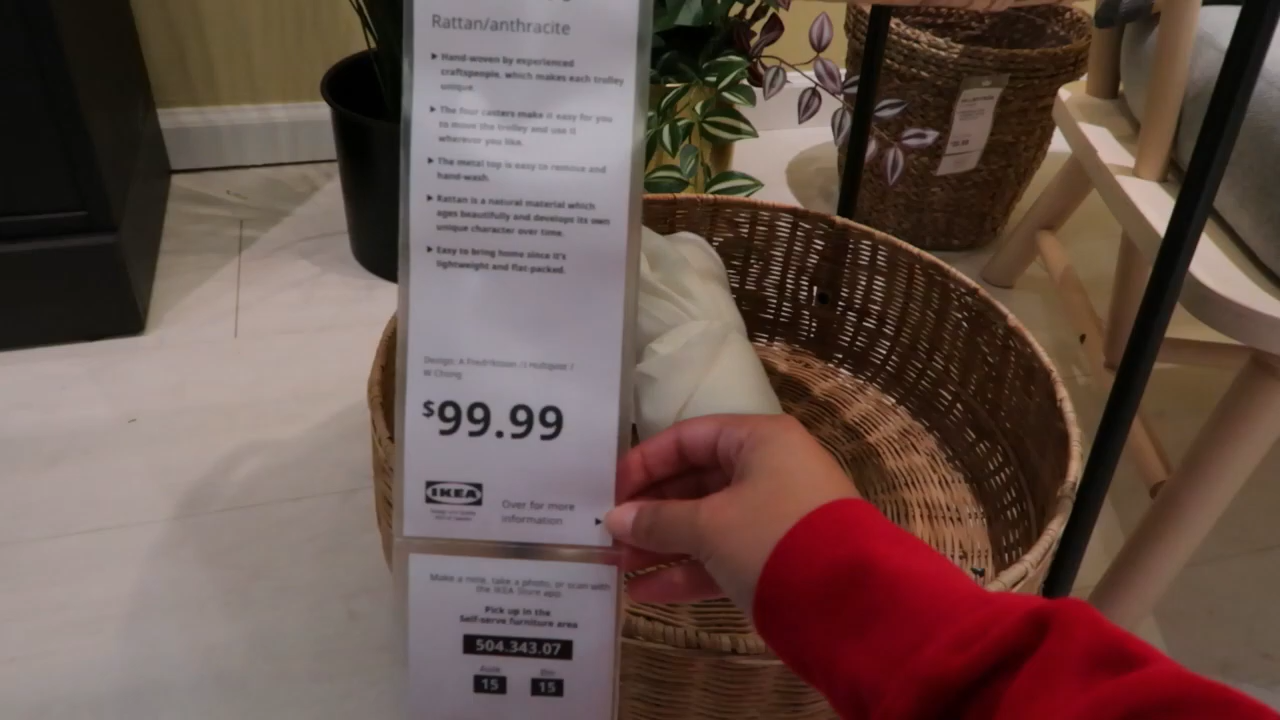 Rattan/anthracite
▶ Hand-woven by experienced
craftspeople, which makes each trolley
unique.
▶ The four casters make it easy for you
to move the trolley and use it
wherever you like.
▶ The metal top is easy to remove and
hand-wash.
▶ Rattan is a natural material which
ages beautifully and develops its own
unique character over time.
▶ Easy to bring home since it's
lightweight and flat-packed.
Design: A Fredriksson / J Hultqvist /
W Chong
$99.99
IKEA
Over for more
information ▶
Make a note, take a photo, or scan with
the IKEA Store app
Pick up in the
Self-serve furniture area
504.343.07
Aisle
Bin
15
15